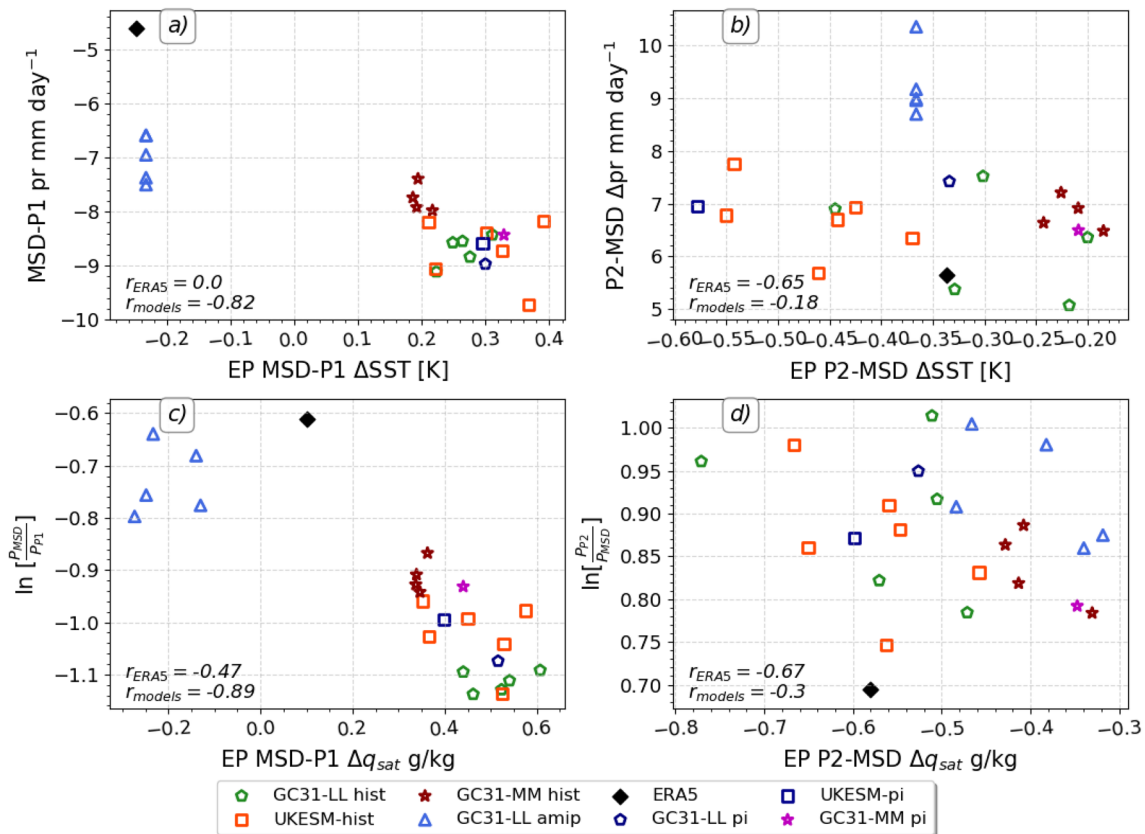 a)
MSD-P1 pr mm day⁻¹
−5
−6
−7
−8
−9
−10
r_ERA5 = 0.0
r_models = -0.82
−0.2 −0.1 0.0 0.1 0.2 0.3 0.4
EP MSD-P1 ΔSST [K]
b)
P2-MSD Δpr mm day⁻¹
10
9
8
7
6
5
r_ERA5 = -0.65
r_models = -0.18
−0.60 −0.55 −0.50 −0.45 −0.40 −0.35 −0.30 −0.25 −0.20
EP P2-MSD ΔSST [K]
c)
ln [P_MSD/P_P1]
−0.6
−0.7
−0.8
−0.9
−1.0
−1.1
r_ERA5 = -0.47
r_models = -0.89
−0.2 0.0 0.2 0.4 0.6
EP MSD-P1 Δq_sat g/kg
d)
ln[P_P2/P_MSD]
1.00
0.95
0.90
0.85
0.80
0.75
0.70
r_ERA5 = -0.67
r_models = -0.3
−0.8 −0.7 −0.6 −0.5 −0.4 −0.3
EP P2-MSD Δq_sat g/kg
GC31-LL hist GC31-MM hist ERA5 UKESM-pi
UKESM-hist GC31-LL amip GC31-LL pi GC31-MM pi